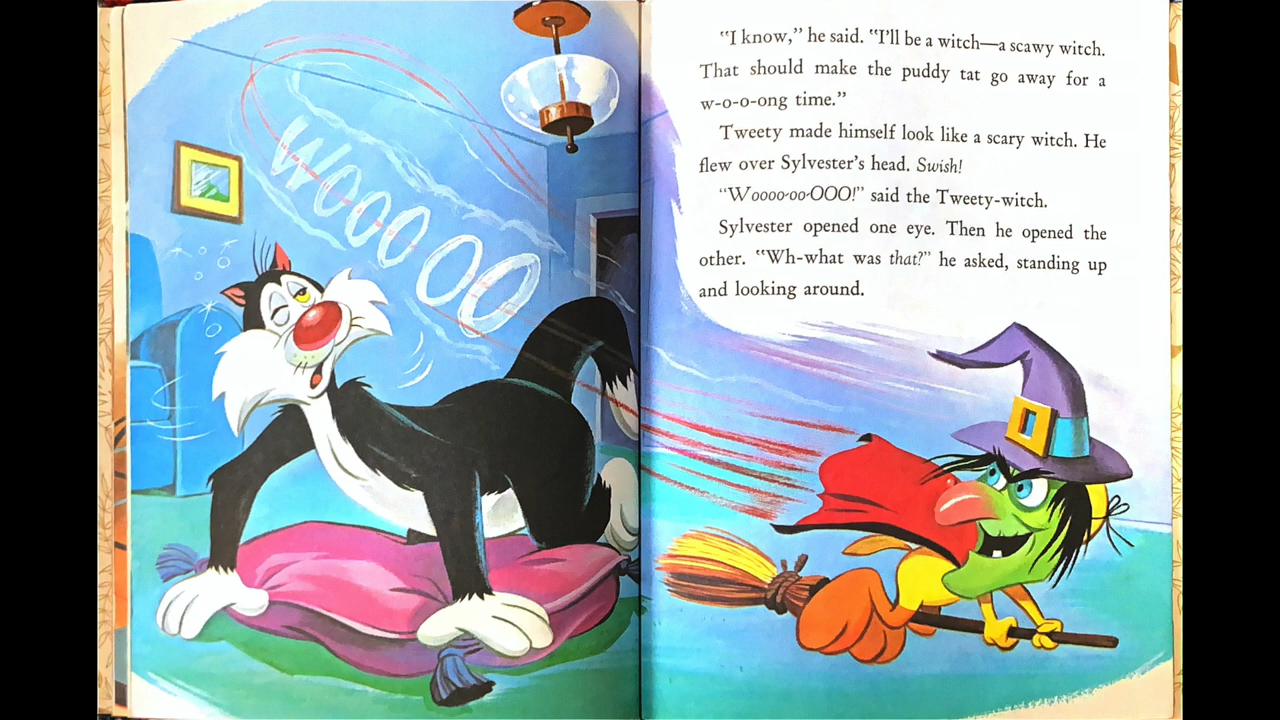 WOOOOO
“I know,” he said. “I’ll be a witch—a scawy witch.
That should make the puddy tat go away for a
w-o-o-ong time.”
Tweety made himself look like a scary witch. He
flew over Sylvester’s head. Swish!
“Woooo-oo-OOO!” said the Tweety-witch.
Sylvester opened one eye. Then he opened the
other. “Wh-what was that?” he asked, standing up
and looking around.